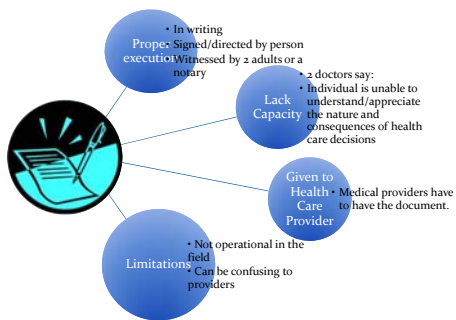 Proper
execution
• In writing
• Signed/directed by person
• Witnessed by 2 adults or a
notary
Lack
Capacity
• 2 doctors say:
• Individual is unable to
understand/appreciate
the nature and
consequences of health
care decisions
Given to
Health
Care
Provider
• Medical providers have
to have the document.
Limitations
• Not operational in the
field
• Can be confusing to
providers